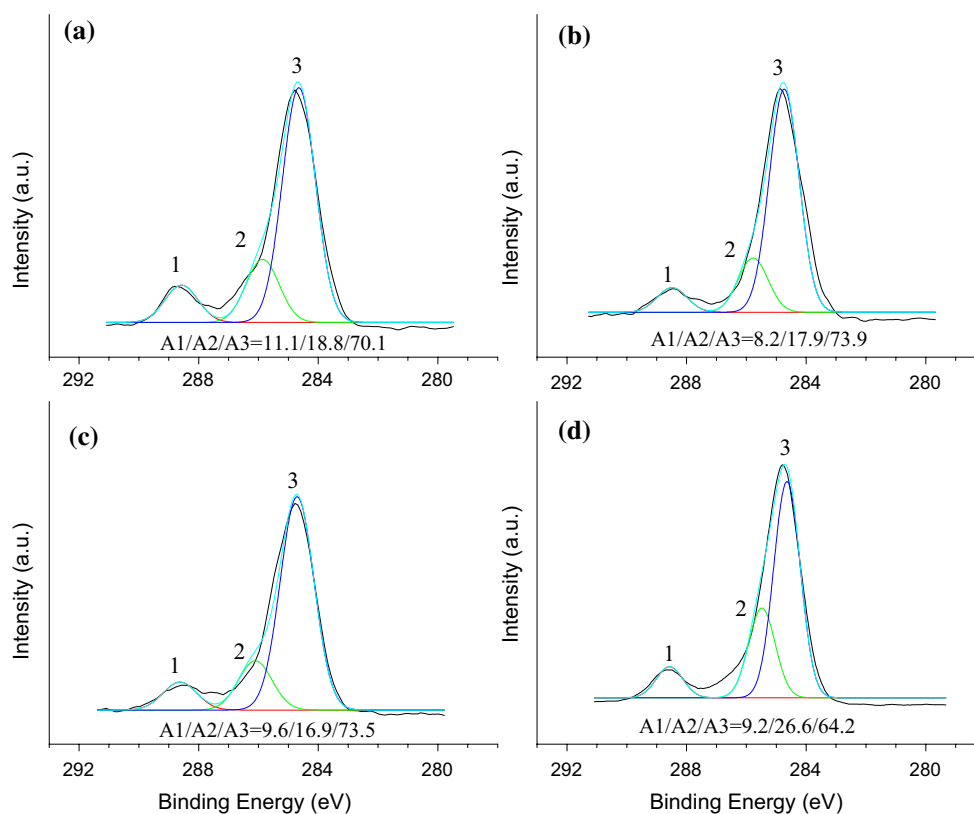 (a)
3
2
1
Intensity (a.u.)
A1/A2/A3=11.1/18.8/70.1
292 288 284 280
(b)
3
2
1
Intensity (a.u.)
A1/A2/A3=8.2/17.9/73.9
292 288 284 280
(c)
3
2
1
Intensity (a.u.)
A1/A2/A3=9.6/16.9/73.5
292 288 284 280
Binding Energy (eV)
(d)
3
2
1
Intensity (a.u.)
A1/A2/A3=9.2/26.6/64.2
292 288 284 280
Binding Energy (eV)